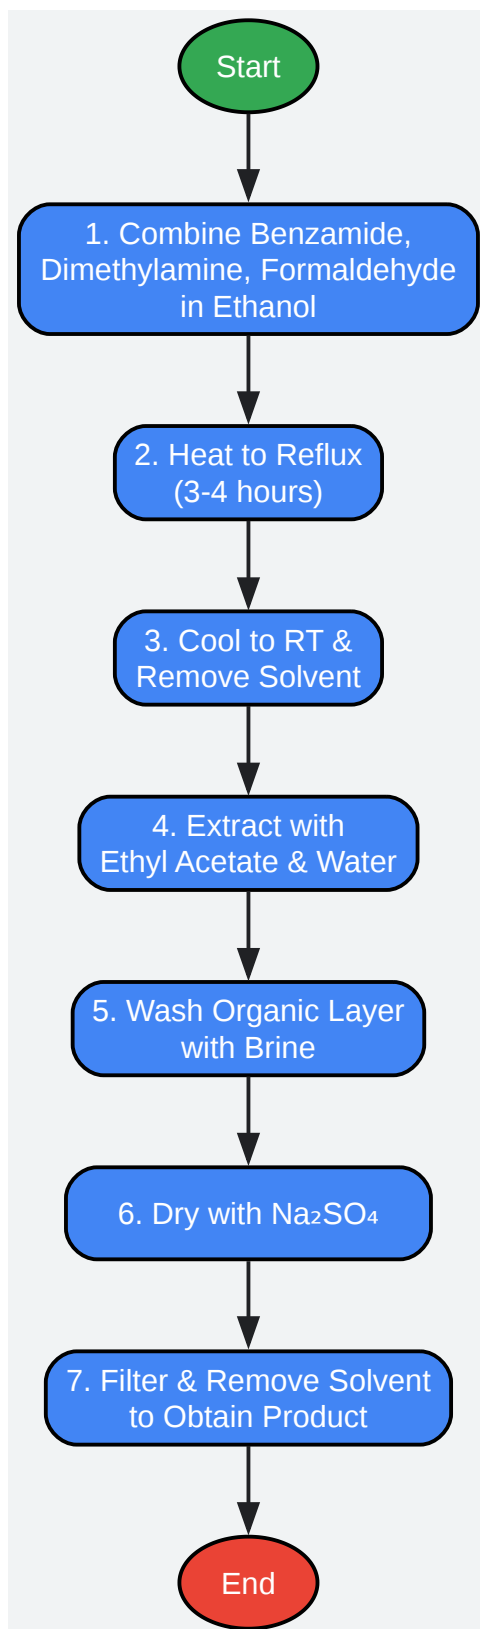 Start
1. Combine Benzamide,
Dimethylamine, Formaldehyde
in Ethanol
2. Heat to Reflux
(3-4 hours)
3. Cool to RT &
Remove Solvent
4. Extract with
Ethyl Acetate & Water
5. Wash Organic Layer
with Brine
6. Dry with Na₂SO₄
7. Filter & Remove Solvent
to Obtain Product
End